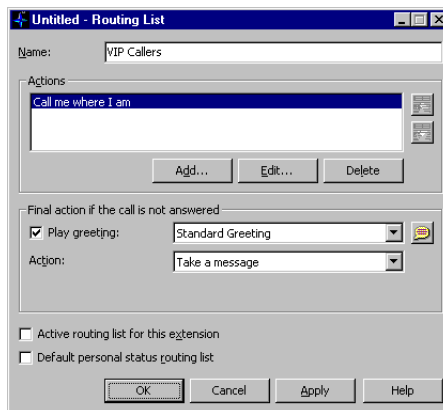 Untitled - Routing List
Name: VIP Callers
Actions
Call me where I am
Add... Edit... Delete
Final action if the call is not answered
Play greeting: Standard Greeting
Action: Take a message
Active routing list for this extension
Default personal status routing list
OK Cancel Apply Help